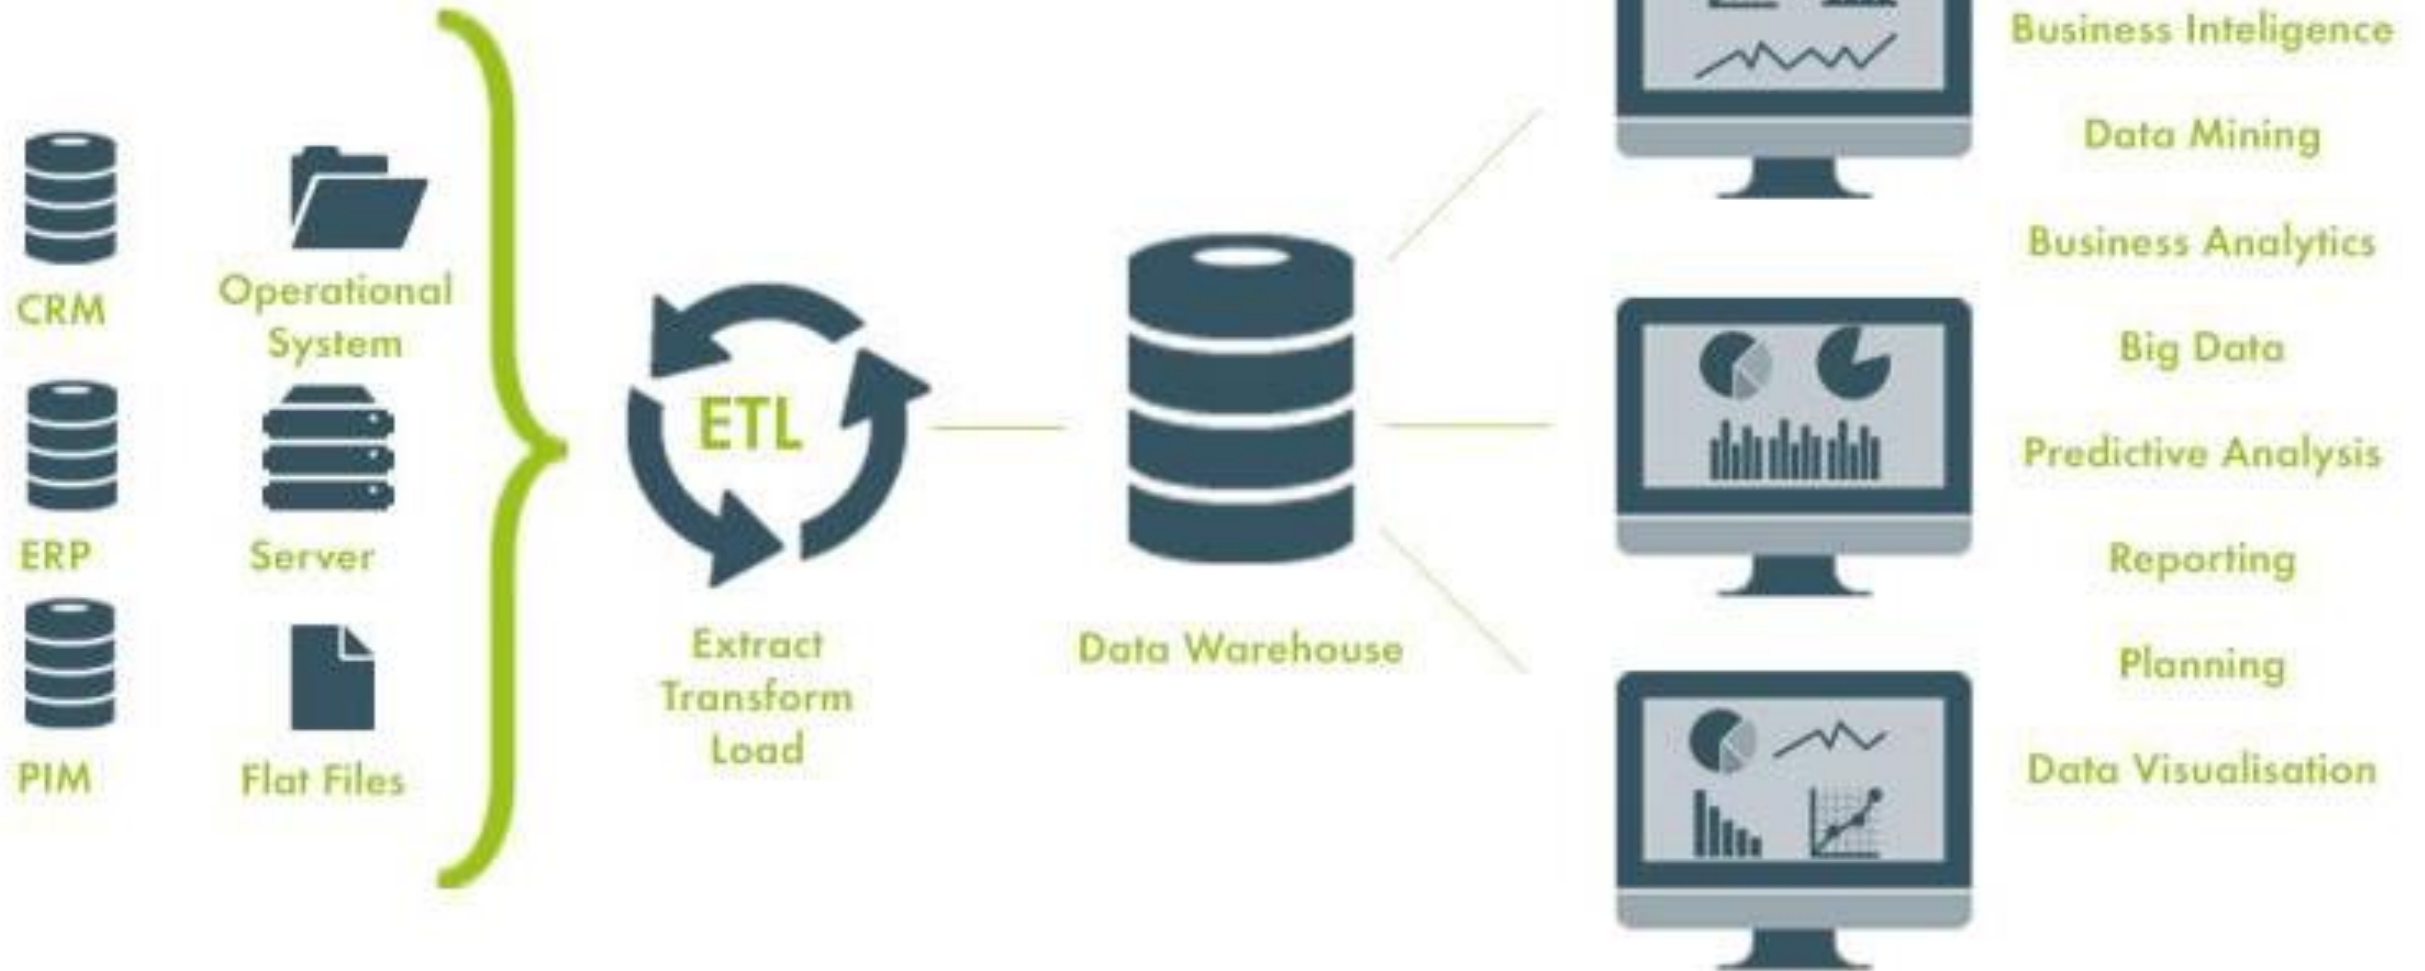 CRM
Operational
System
ERP
Server
PIM
Flat Files
ETL
Extract
Transform
Load
Data Warehouse
Business Inteligence
Data Mining
Business Analytics
Big Data
Predictive Analysis
Reporting
Planning
Data Visualisation